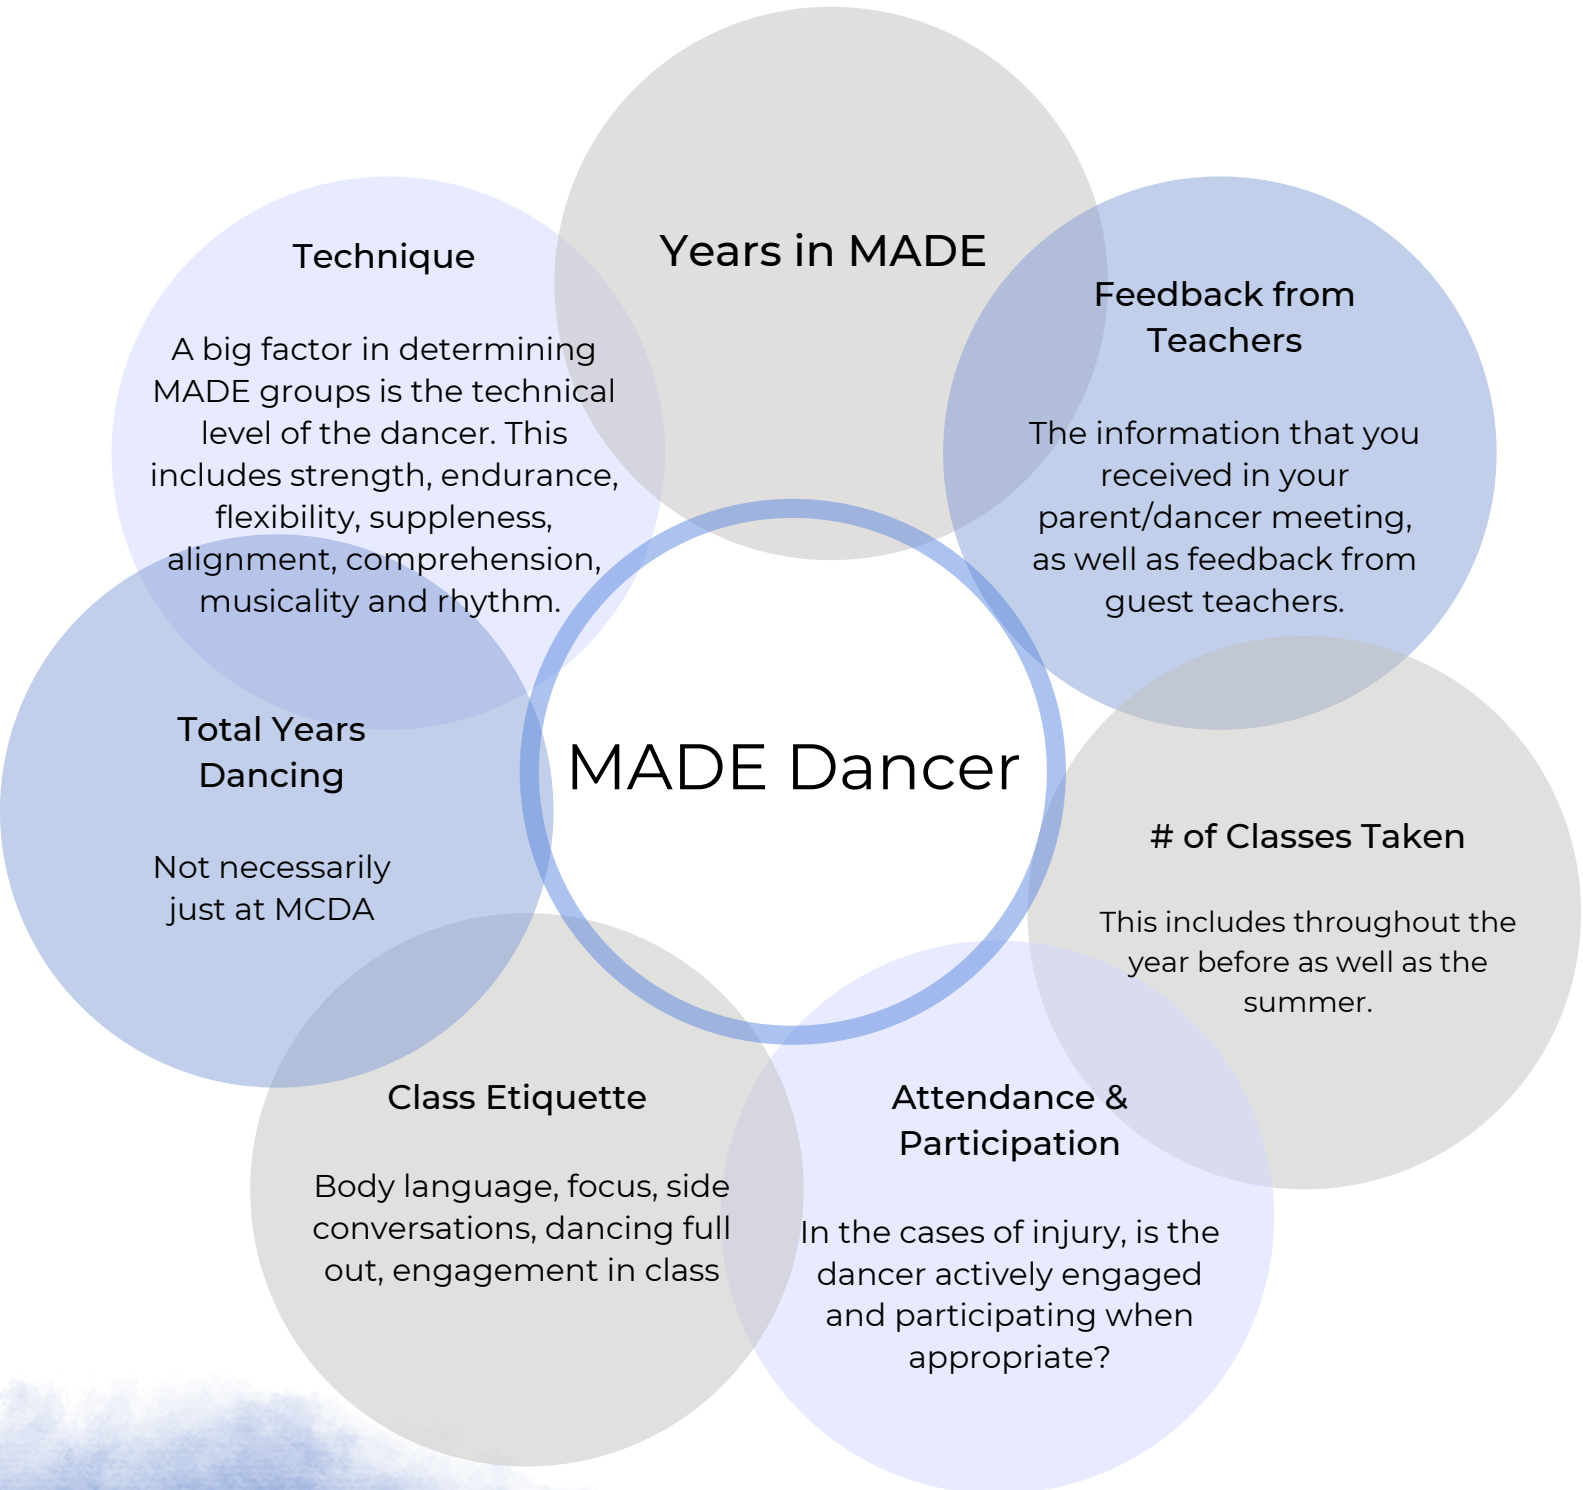 Years in MADE
Technique
A big factor in determining
MADE groups is the technical
level of the dancer. This
includes strength, endurance,
flexibility, suppleness,
alignment, comprehension,
musicality and rhythm.
Feedback from
Teachers
The information that you
received in your
parent/dancer meeting,
as well as feedback from
guest teachers.
Total Years
Dancing
Not necessarily
just at MCDA
MADE Dancer
# of Classes Taken
This includes throughout the
year before as well as the
summer.
Class Etiquette
Body language, focus, side
conversations, dancing full
out, engagement in class
Attendance &
Participation
In the cases of injury, is the
dancer actively engaged
and participating when
appropriate?